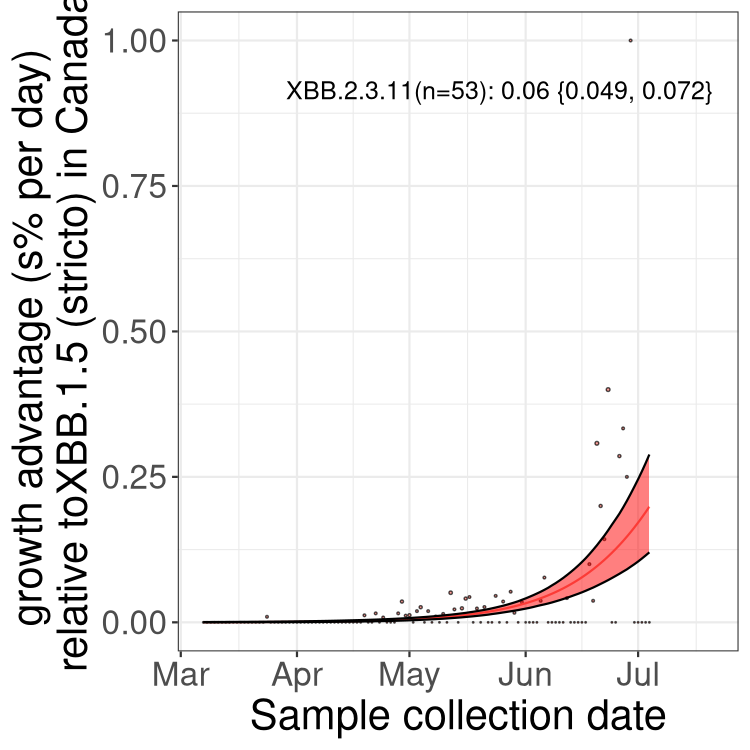 growth advantage (s% per day)
relative toXBB.1.5 (stricto) in Canada
1.00
0.75
0.50
0.25
0.00
XBB.2.3.11(n=53): 0.06 {0.049, 0.072}
Mar Apr May Jun Jul
Sample collection date